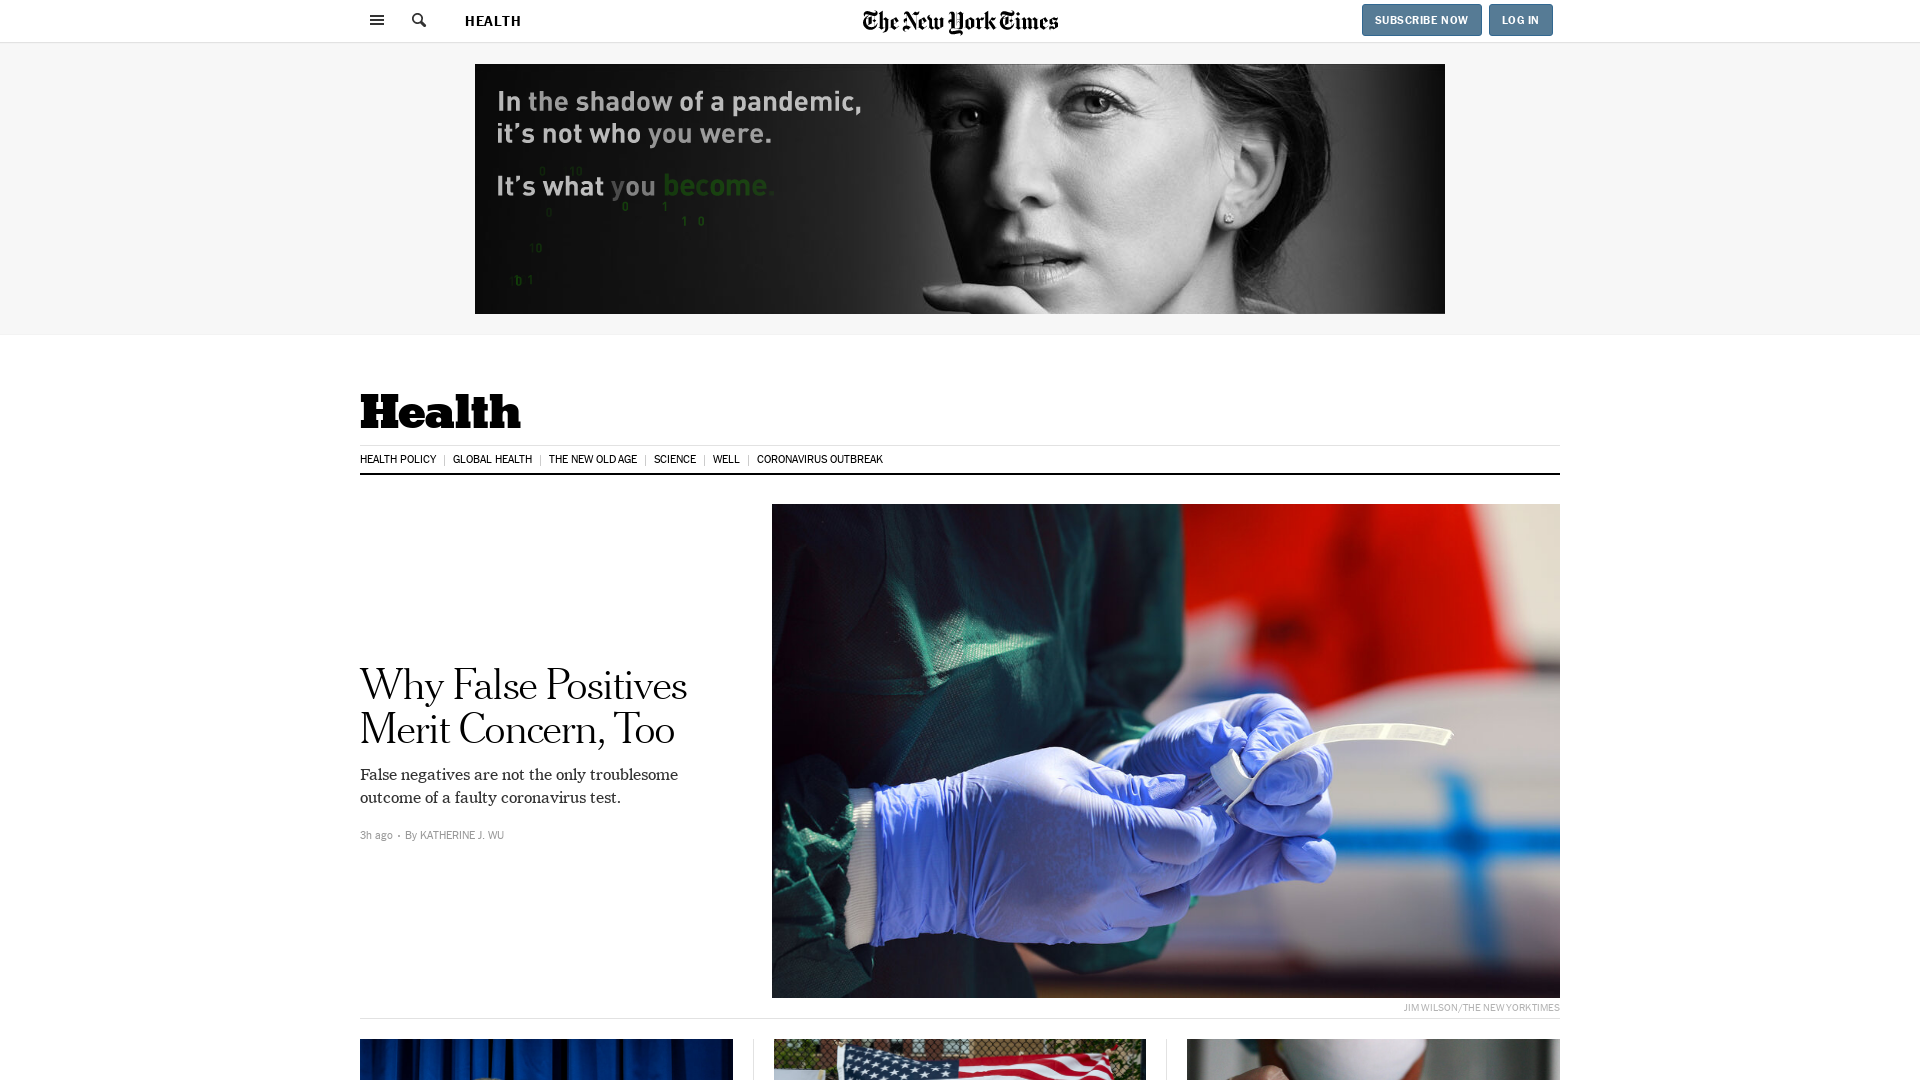 HEALTH
The New York Times
SUBSCRIBE NOW
LOG IN
In the shadow of a pandemic,
it's not who you were.
It's what you become.
0 10
0
0 1
1 0
10
1
Health
HEALTH POLICY
GLOBAL HEALTH
THE NEW OLD AGE
SCIENCE
WELL
CORONAVIRUS OUTBREAK
Why False Positives
Merit Concern, Too
False negatives are not the only troublesome
outcome of a faulty coronavirus test.
3h ago · By KATHERINE J. WU
JIM WILSON/THE NEW YORK TIMES